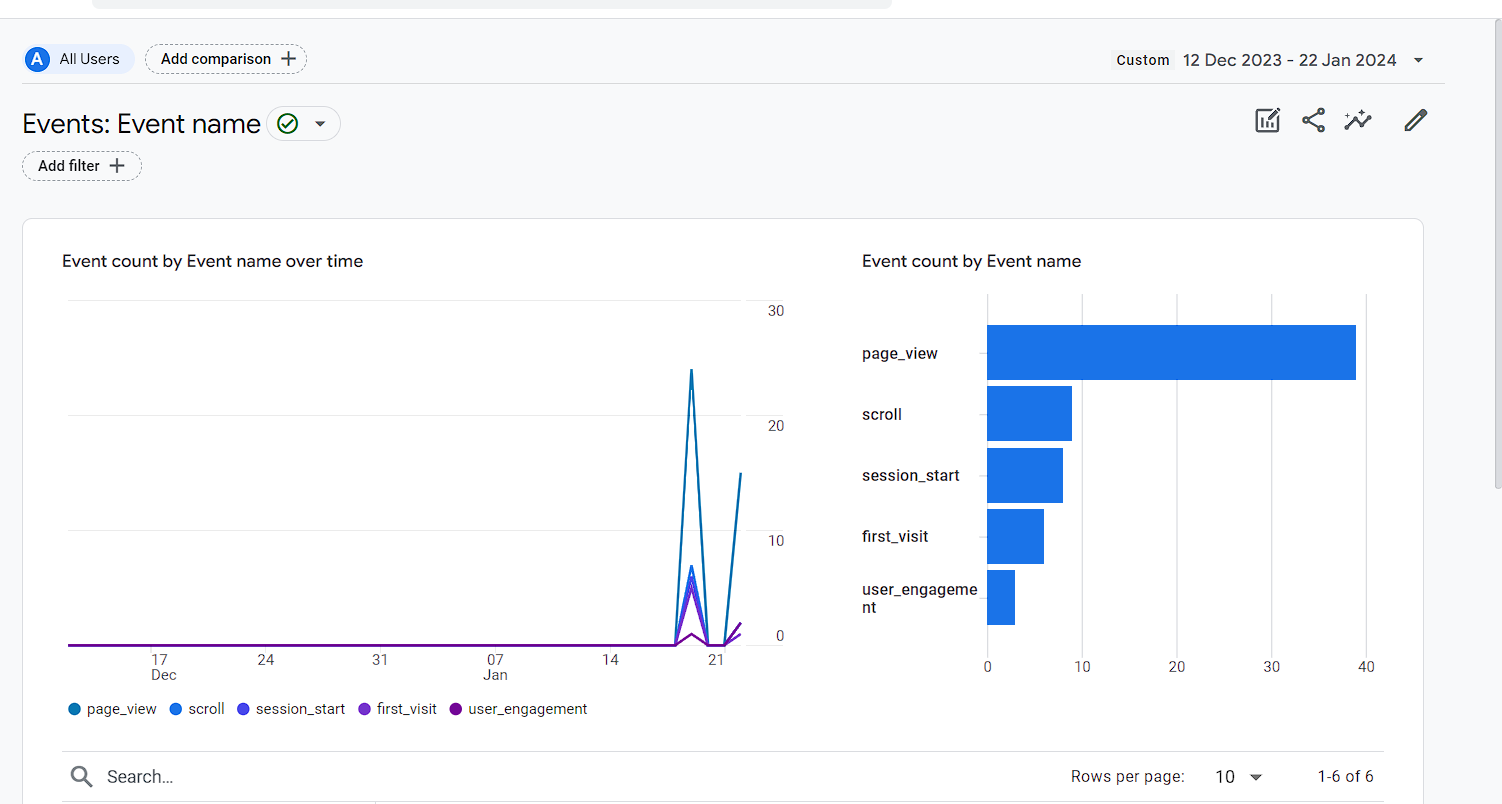 A All Users Add comparison Custom 12 Dec 2023 - 22 Jan 2024
Events: Event name
Add filter
Event count by Event name over time
30
20
10
0
17
Dec
24
31
07
Jan
14
21
page_view scroll session_start first_visit user_engagement
Event count by Event name
page_view
scroll
session_start
first_visit
user_engageme
nt
0 10 20 30 40
Search... Rows per page: 10 1-6 of 6